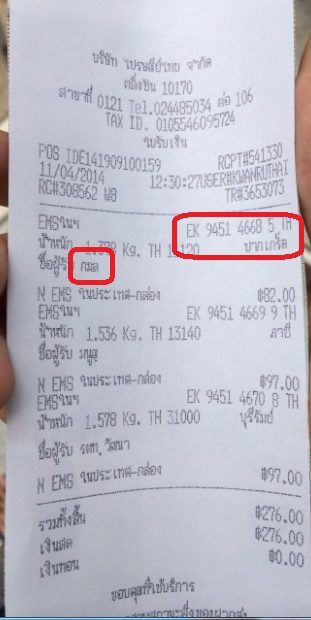 บริษัท ไปรษณีย์ไทย จำกัด
ตลิ่งชัน 10170
สาขาที่ 0121 Tel.024485034 ต่อ 106
TAX ID. 0105546095724
ใบรับเงิน
POS IDE141909100159 RCPT#541330
11/04/2014 12:30:27USER#KWANRUTHAI
RC#308562 W8 TR#3653073
EMSในฯ EK 9451 4668 5 TH
น้ำหนัก Kg. TH 11120 ปากเกร็ด
ชื่อผู้รับ กมล
N EMS ในประเทศ-กล่อง ฿82.00
EMSในฯ EK 9451 4669 9 TH
น้ำหนัก 1.536 Kg. TH 13140 ภาชี
ชื่อผู้รับ
N EMS ในประเทศ-กล่อง ฿97.00
EMSในฯ EK 9451 4670 8 TH
น้ำหนัก 1.578 Kg. TH 31000 บุรีรัมย์
ชื่อผู้รับ รตท.วัสนา
N EMS ในประเทศ-กล่อง ฿97.00
รวมทั้งสิ้น ฿276.00
เงินสด ฿276.00
เงินทอน ฿0.00
ขอบคุณที่ใช้บริการ